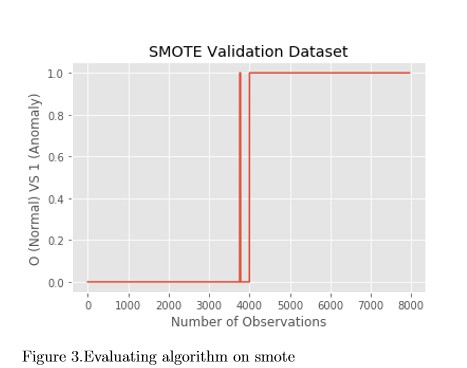 SMOTE Validation Dataset
O (Normal) VS 1 (Anomaly)
1.0
0.8
0.6
0.4
0.2
0.0
0 1000 2000 3000 4000 5000 6000 7000 8000
Number of Observations
Figure 3.Evaluating algorithm on smote